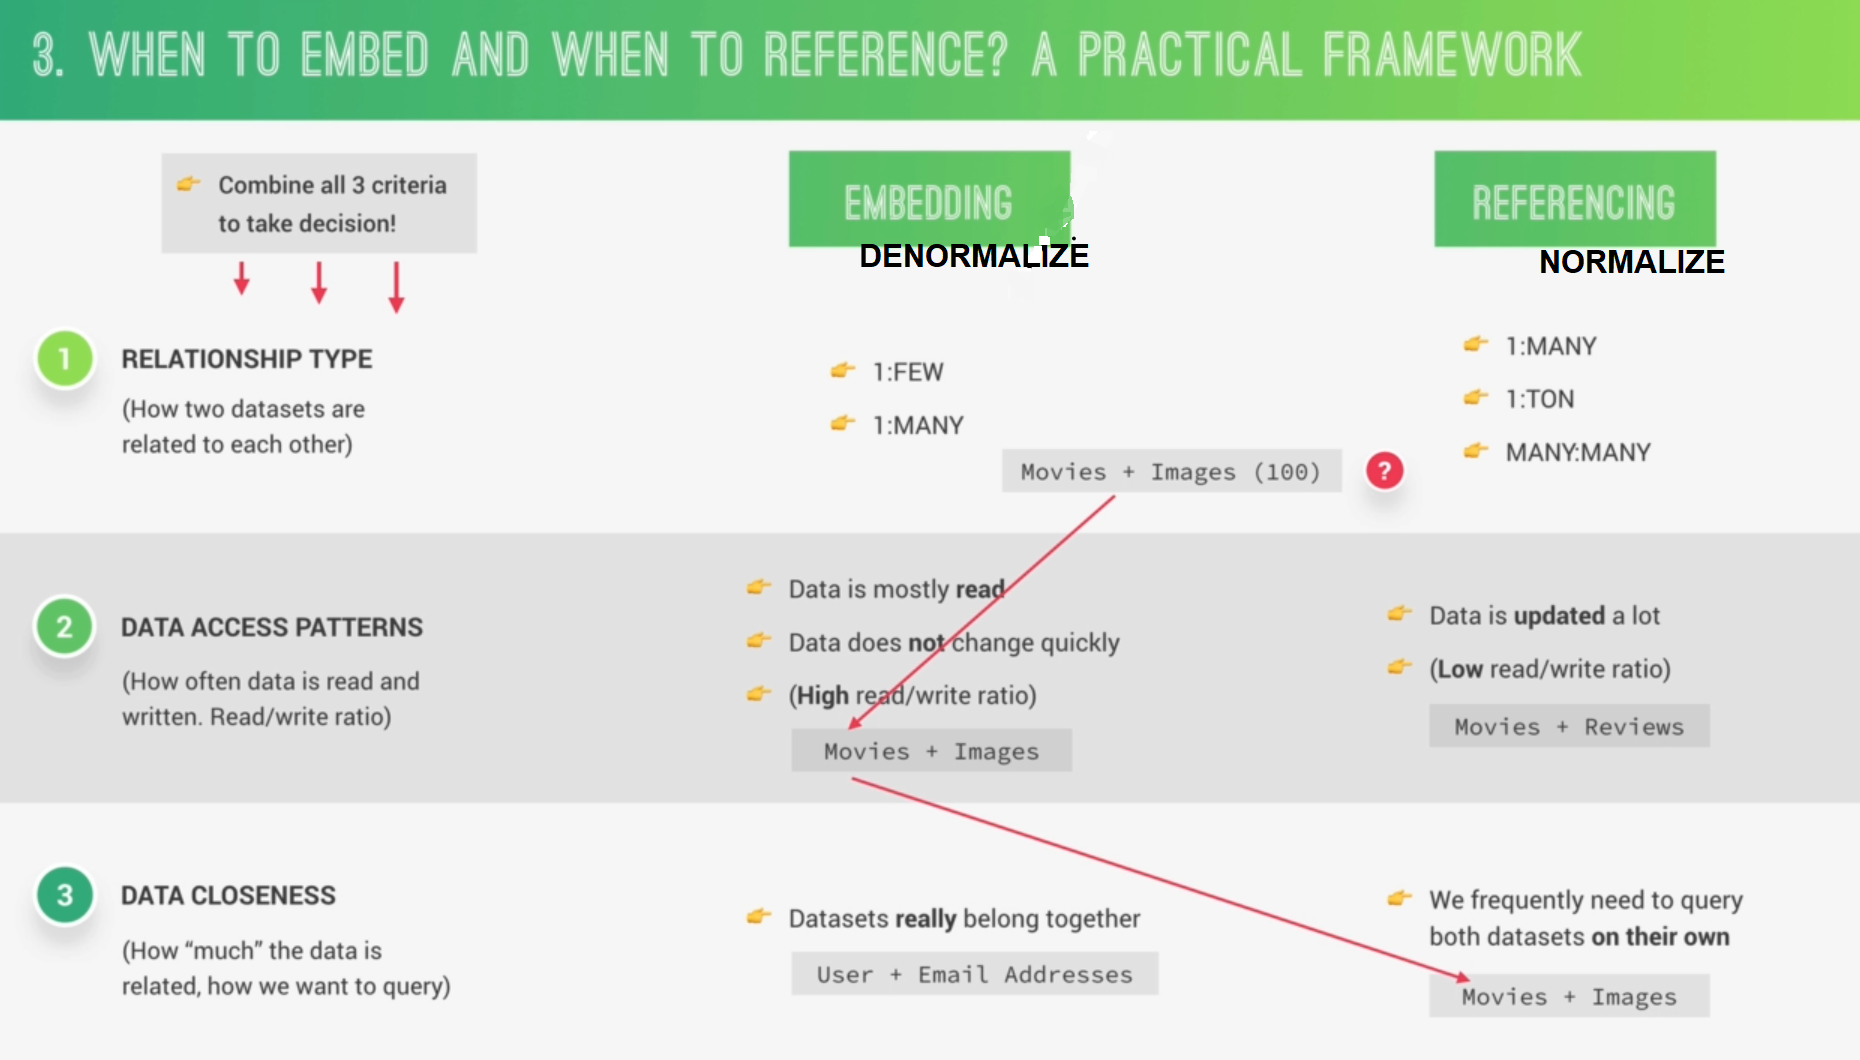 3. WHEN TO EMBED AND WHEN TO REFERENCE? A PRACTICAL FRAMEWORK
Combine all 3 criteria
to take decision!
EMBEDDING
DENORMALIZE
REFERENCING
NORMALIZE
1
RELATIONSHIP TYPE
(How two datasets are
related to each other)
1:FEW
1:MANY
Movies + Images (100)
?
1:MANY
1:TON
MANY:MANY
2
DATA ACCESS PATTERNS
(How often data is read and
written. Read/write ratio)
Data is mostly read
Data does not change quickly
(High read/write ratio)
Movies + Images
Data is updated a lot
(Low read/write ratio)
Movies + Reviews
3
DATA CLOSENESS
(How “much” the data is
related, how we want to query)
Datasets really belong together
User + Email Addresses
We frequently need to query
both datasets on their own
Movies + Images